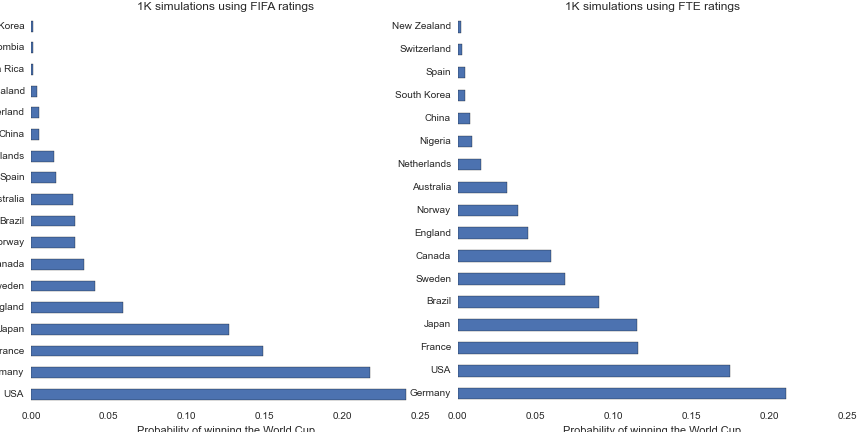 1K simulations using FIFA ratings
Korea
ombia
Rica
ealand
erland
China
lands
Spain
stralia
Brazil
orway
anada
weden
gland
Japan
rance
many
USA
0.00 0.05 0.10 0.15 0.20 0.25
Probability of winning the World Cup
1K simulations using FTE ratings
New Zealand
Switzerland
Spain
South Korea
China
Nigeria
Netherlands
Australia
Norway
England
Canada
Sweden
Brazil
Japan
France
USA
Germany
0.00 0.05 0.10 0.15 0.20 0.25
Probability of winning the World Cup